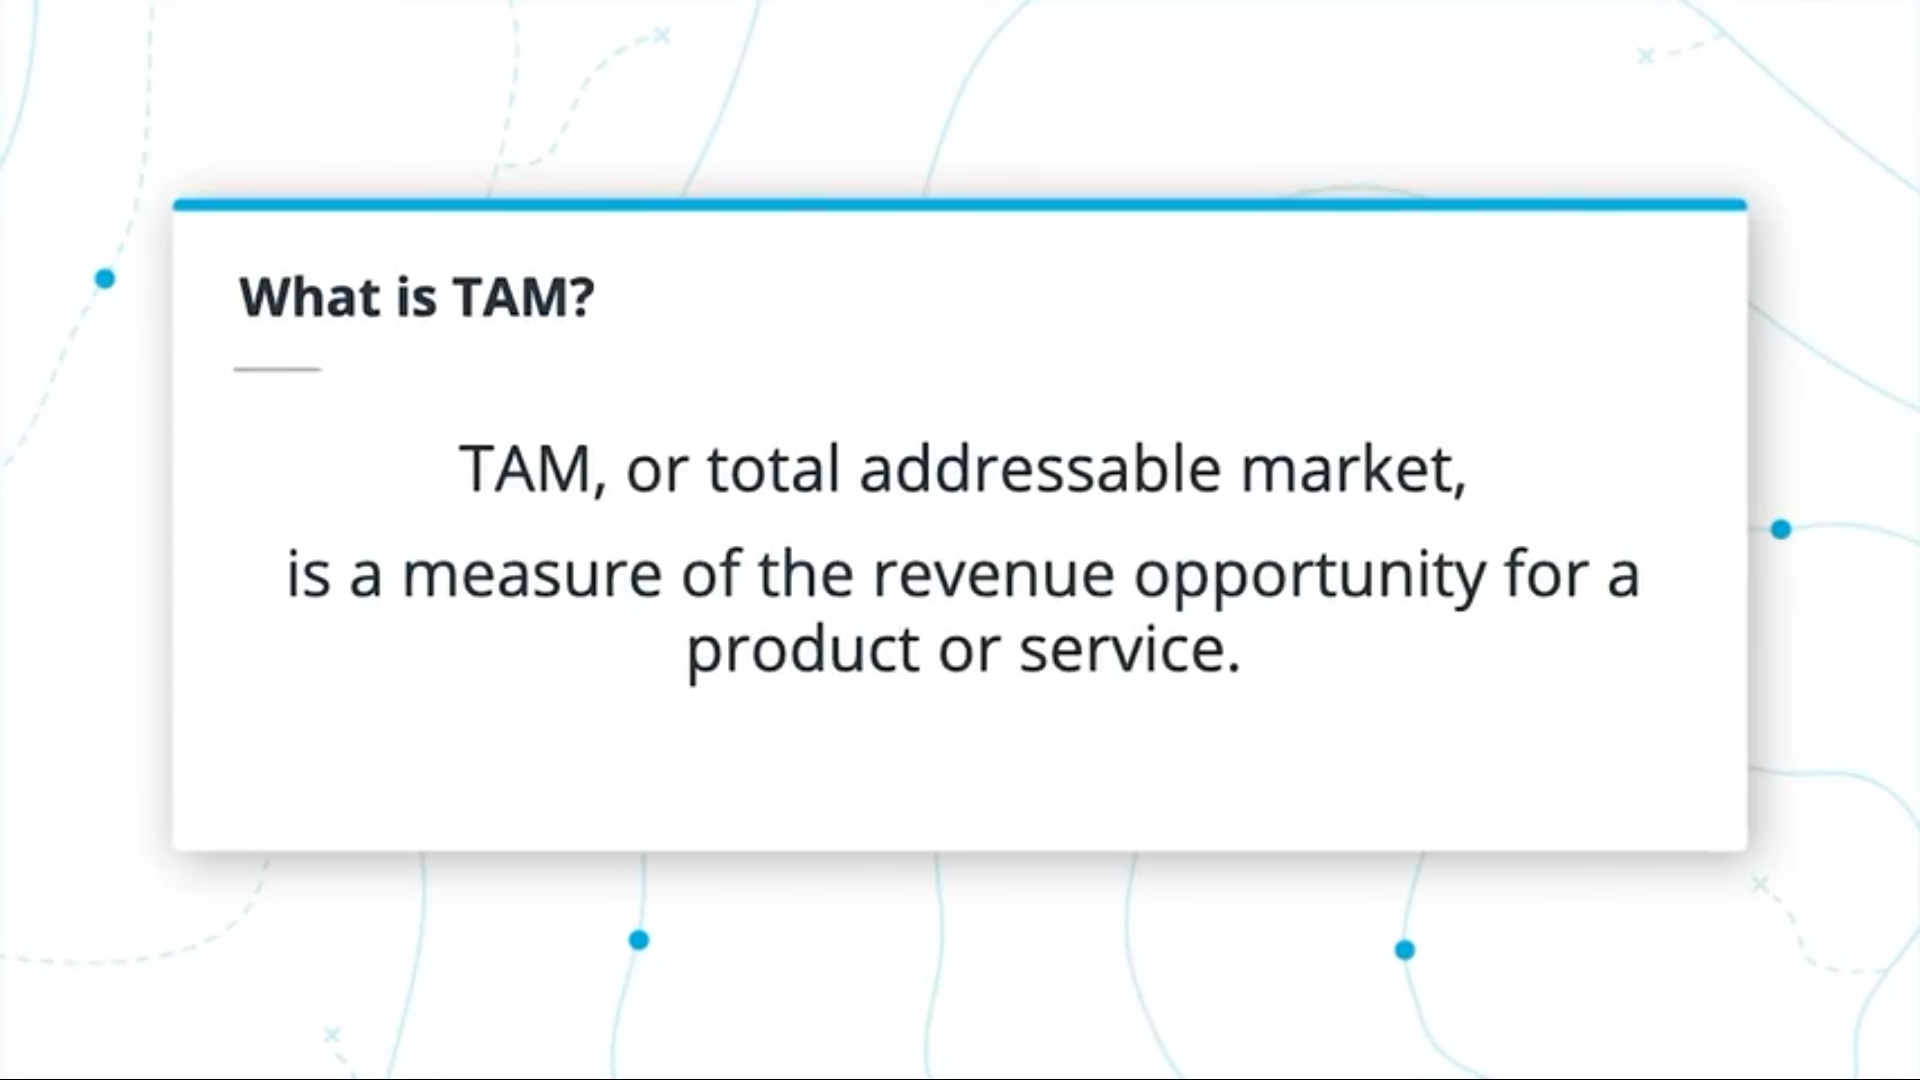 What is TAM?
TAM, or total addressable market,
is a measure of the revenue opportunity for a
product or service.